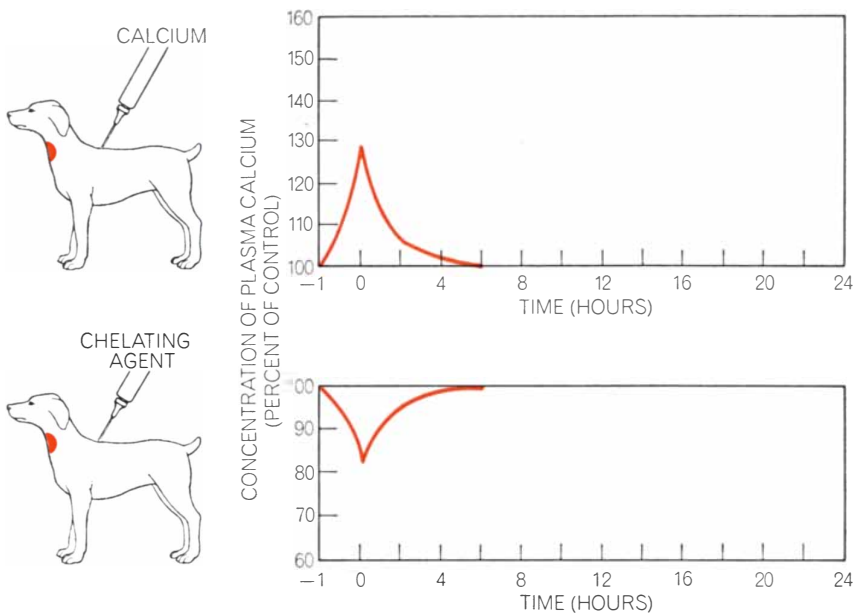 CALCIUM
CONCENTRATION OF PLASMA CALCIUM
(PERCENT OF CONTROL)
160
150
140
130
120
110
100
—1 0 4 8 12 16 20 24
TIME (HOURS)
CHELATING
AGENT
00
90
80
70
60
—1 0 4 8 12 16 20 24
TIME (HOURS)